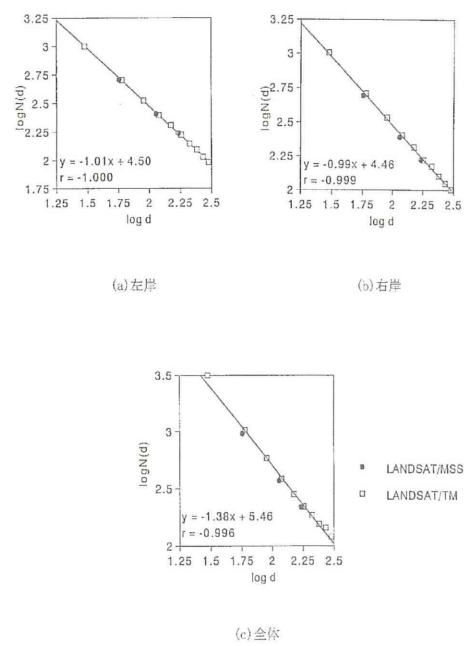 3.25
3
2.75
2.5
2.25
2
1.75
logN(d)
y = -1.01x + 4.50
r = -1.000
1.25 1.5 1.75 2 2.25 2.5
log d
(a)左岸
3.25
3
2.75
2.5
2.25
2
logN(d)
y = -0.99x + 4.46
r = -0.999
1.25 1.5 1.75 2 2.25 2.5
log d
(b)右岸
3.5
3
2.5
2
logN(d)
y = -1.38x + 5.46
r = -0.996
1.25 1.5 1.75 2 2.25 2.5
log d
LANDSAT/MSS
LANDSAT/TM
(c)全体